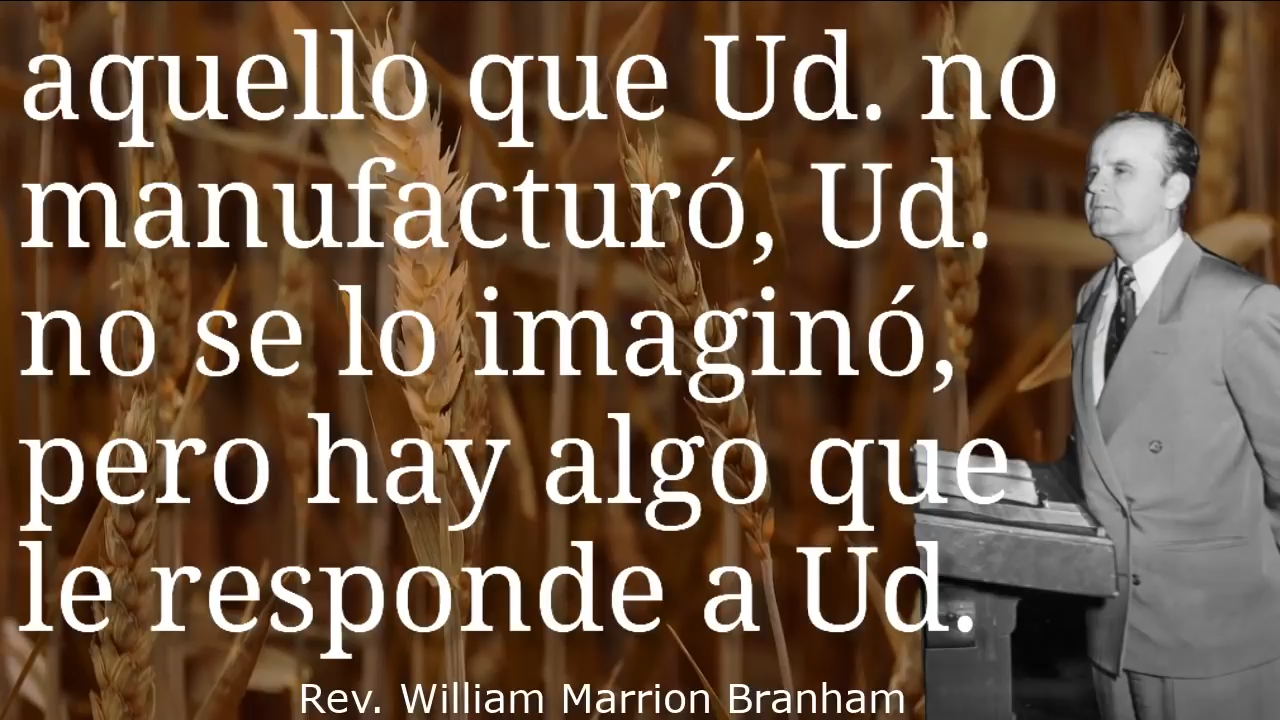 aquello que Ud. no
manufacturó, Ud.
no se lo imaginó,
pero hay algo que
le responde a Ud.
Rev. William Marrion Branham